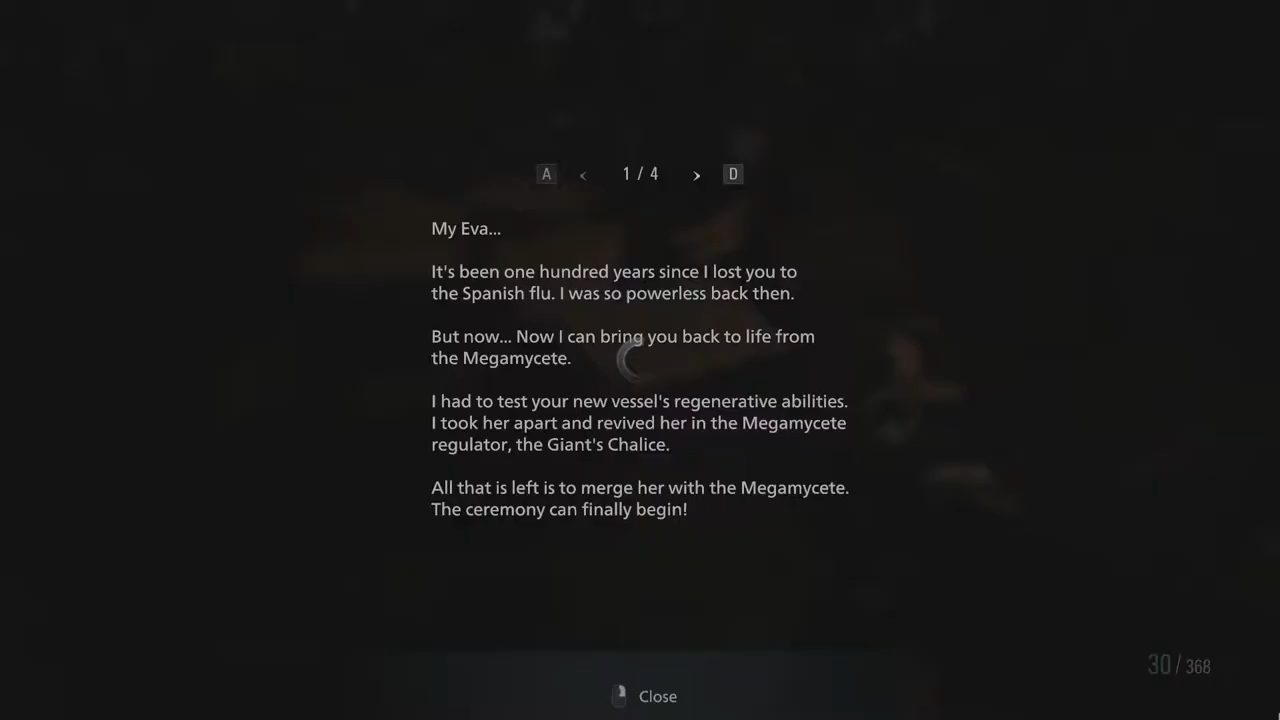 A < 1 / 4 > D
My Eva...
It's been one hundred years since I lost you to
the Spanish flu. I was so powerless back then.
But now... Now I can bring you back to life from
the Megamycete.
I had to test your new vessel's regenerative abilities.
I took her apart and revived her in the Megamycete
regulator, the Giant's Chalice.
All that is left is to merge her with the Megamycete.
The ceremony can finally begin!
30 / 368
Close